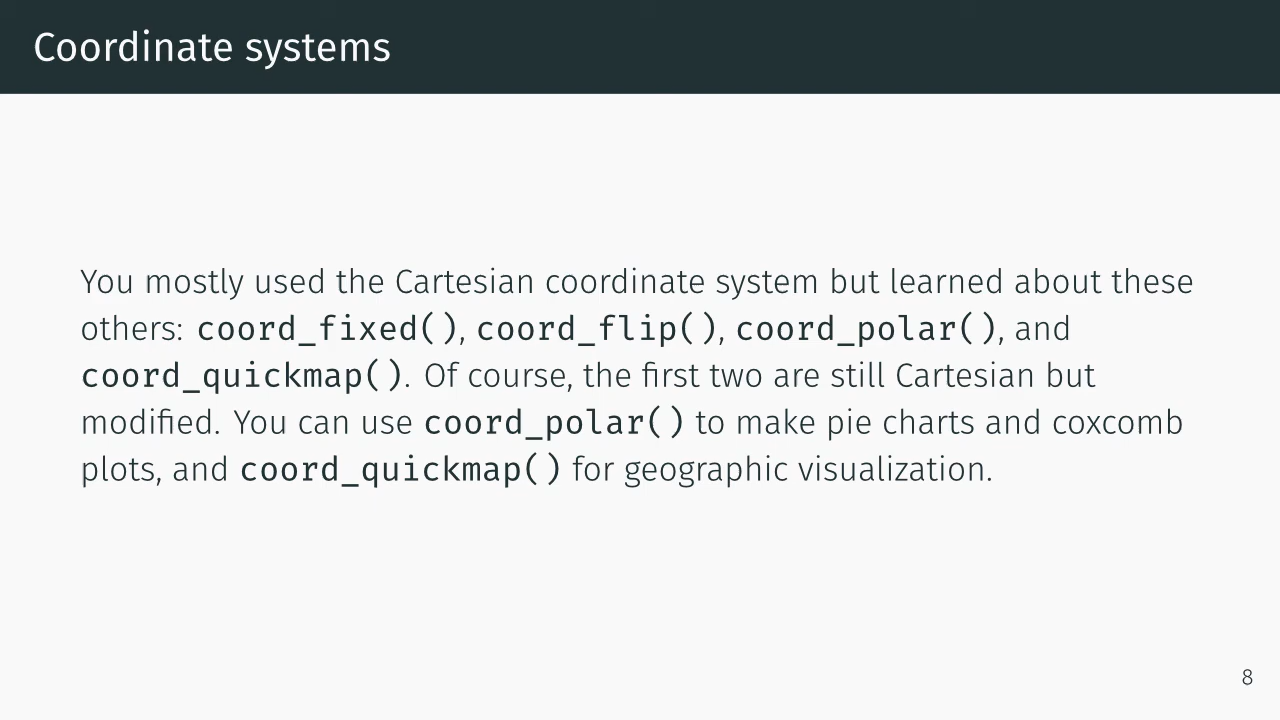 Coordinate systems
You mostly used the Cartesian coordinate system but learned about these
others: coord_fixed(), coord_flip(), coord_polar(), and
coord_quickmap(). Of course, the first two are still Cartesian but
modified. You can use coord_polar() to make pie charts and coxcomb
plots, and coord_quickmap() for geographic visualization.
8